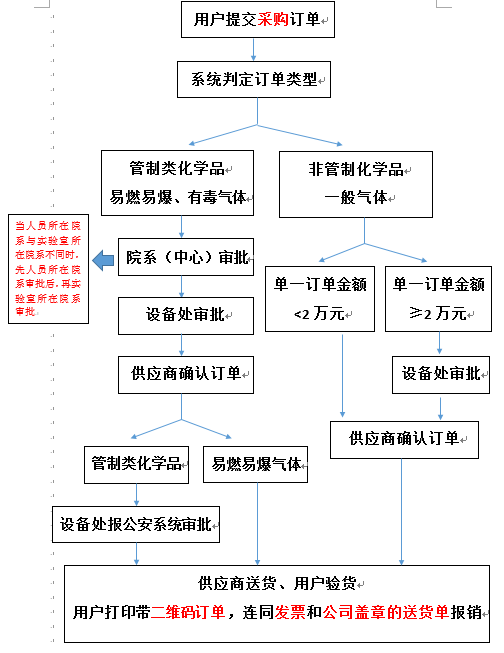 用户提交采购订单
系统判定订单类型
管制类化学品
易燃易爆、有毒气体
非管制化学品
一般气体
当人员所在院
系与实验室所
在院系不同时，
先人员所在院
系审批后，再实
验室所在院系
审批。
院系（中心）审批
单一订单金额
<2 万元
单一订单金额
≥2 万元
设备处审批
设备处审批
供应商确认订单
供应商确认订单
管制类化学品
易燃易爆气体
设备处报公安系统审批
供应商送货、用户验货
用户打印带二维码订单，连同发票和公司盖章的送货单报销